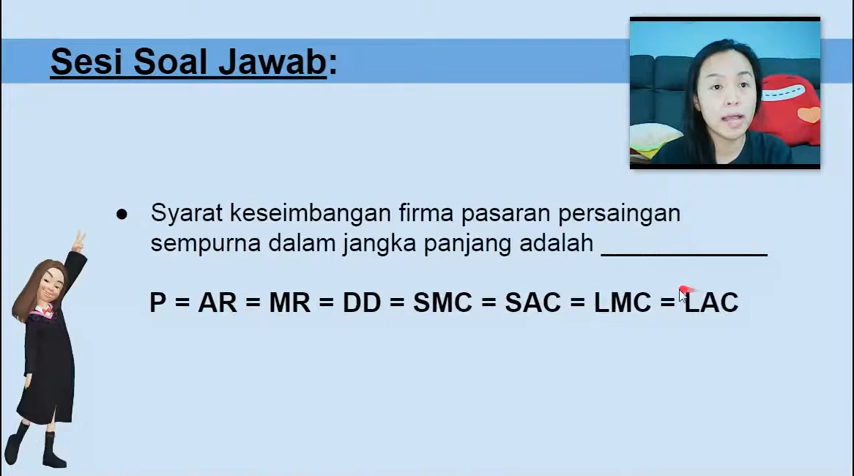 Sesi Soal Jawab:
● Syarat keseimbangan firma pasaran persaingan
sempurna dalam jangka panjang adalah ____________
P = AR = MR = DD = SMC = SAC = LMC = LAC